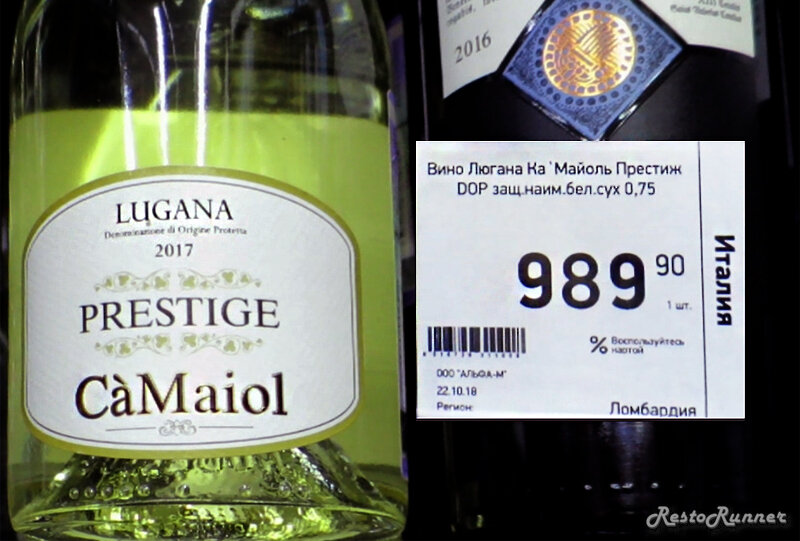 LUGANA
Denominazione di Origine Protetta
2017
PRESTIGE
CàMaiol
2016
Вино Люгана Ка`Майоль Престиж
DOP защ.наим.бел.сух 0,75
989 90
1 шт.
Италия
% Воспользуйтесь
картой
ООО "АЛЬФА-М"
22.10.18
Регион:
Ломбардия
RestoRunner